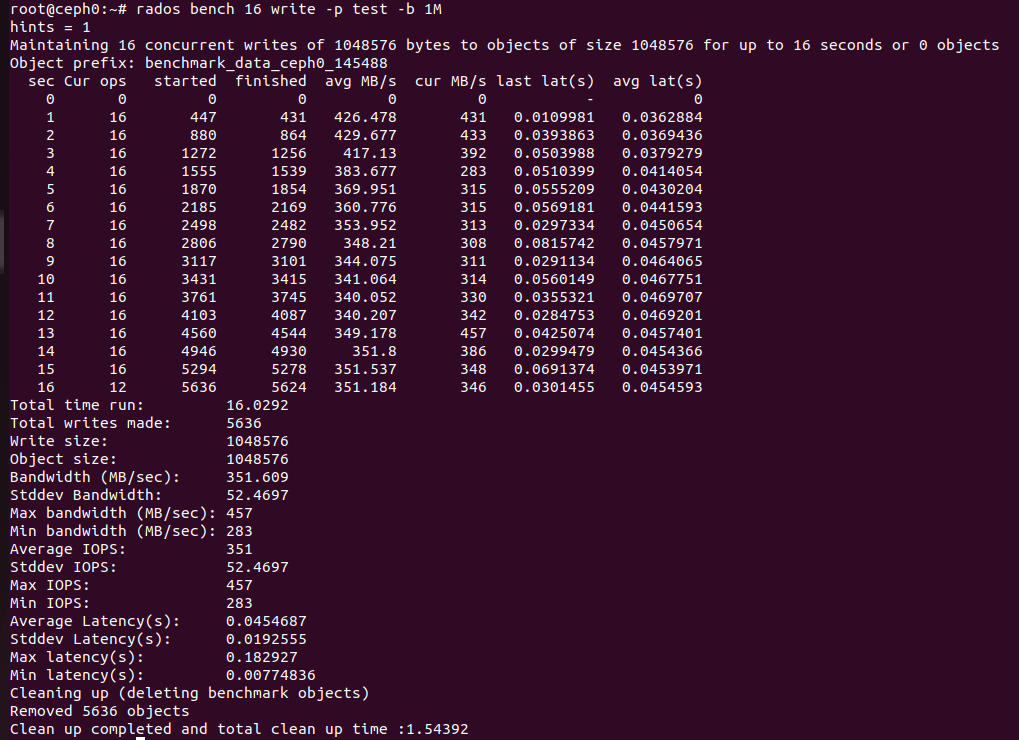 root@ceph0:~# rados bench 16 write -p test -b 1M
hints = 1
Maintaining 16 concurrent writes of 1048576 bytes to objects of size 1048576 for up to 16 seconds or 0 objects
Object prefix: benchmark_data_ceph0_145488
  sec Cur ops   started  finished  avg MB/s  cur MB/s last lat(s)  avg lat(s)
    0       0         0         0         0         0           -           0
    1      16       447       431   426.478       431   0.0109981   0.0362884
    2      16       880       864   429.677       433   0.0393863   0.0369436
    3      16      1272      1256    417.13       392   0.0503988   0.0379279
    4      16      1555      1539   383.677       283   0.0510399   0.0414054
    5      16      1870      1854   369.951       315   0.0555209   0.0430204
    6      16      2185      2169   360.776       315   0.0569181   0.0441593
    7      16      2498      2482   353.952       313   0.0297334   0.0450654
    8      16      2806      2790    348.21       308   0.0815742   0.0457971
    9      16      3117      3101   344.075       311   0.0291134   0.0464065
   10      16      3431      3415   341.064       314   0.0560149   0.0467751
   11      16      3761      3745   340.052       330   0.0355321   0.0469707
   12      16      4103      4087   340.207       342   0.0284753   0.0469201
   13      16      4560      4544   349.178       457   0.0425074   0.0457401
   14      16      4946      4930     351.8       386   0.0299479   0.0454366
   15      16      5294      5278   351.537       348   0.0691374   0.0453971
   16      12      5636      5624   351.184       346   0.0301455   0.0454593
Total time run:         16.0292
Total writes made:      5636
Write size:             1048576
Object size:            1048576
Bandwidth (MB/sec):     351.609
Stddev Bandwidth:       52.4697
Max bandwidth (MB/sec): 457
Min bandwidth (MB/sec): 283
Average IOPS:           351
Stddev IOPS:            52.4697
Max IOPS:               457
Min IOPS:               283
Average Latency(s):     0.0454687
Stddev Latency(s):      0.0192555
Max latency(s):         0.182927
Min latency(s):         0.00774836
Cleaning up (deleting benchmark objects)
Removed 5636 objects
Clean up completed and total clean up time :1.54392